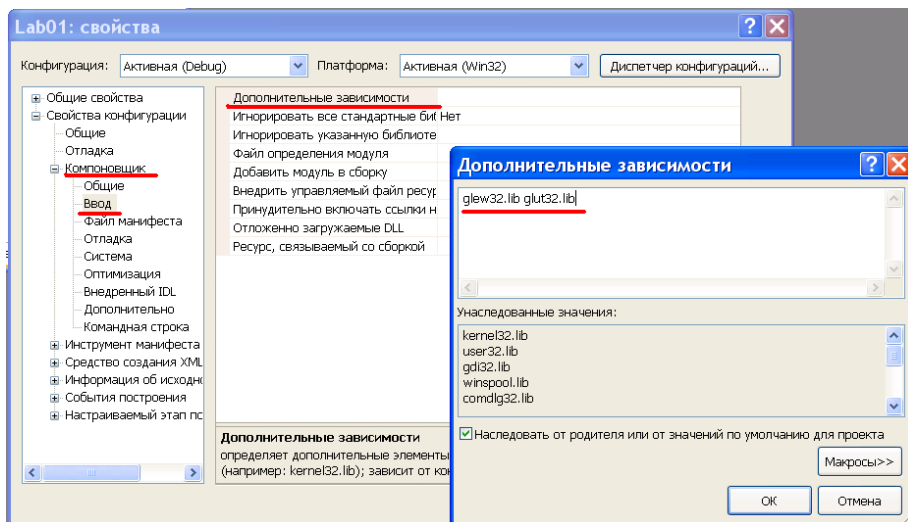 Lab01: свойства
Конфигурация: Активная (Debug) Платформа: Активная (Win32) Диспетчер конфигураций...
Общие свойства
Свойства конфигурации
Общие
Отладка
Компоновщик
Общие
Ввод
Файл манифеста
Отладка
Система
Оптимизация
Внедренный IDL
Дополнительно
Командная строка
Инструмент манифеста
Средство создания XML
Информация об исходно
События построения
Настраиваемый этап по
Дополнительные зависимости
Игнорировать все стандартные биб Нет
Игнорировать указанную библиоте
Файл определения модуля
Добавить модуль в сборку
Внедрить управляемый файл ресур
Принудительно включать ссылки н
Отложенно загружаемые DLL
Ресурс, связываемый со сборкой
Дополнительные зависимости
определяет дополнительные элементы
(например: kernel32.lib); зависит от кон
Дополнительные зависимости
glew32.lib glut32.lib
Унаследованные значения:
kernel32.lib
user32.lib
gdi32.lib
winspool.lib
comdlg32.lib
Наследовать от родителя или от значений по умолчанию для проекта
Макросы>>
ОК Отмена